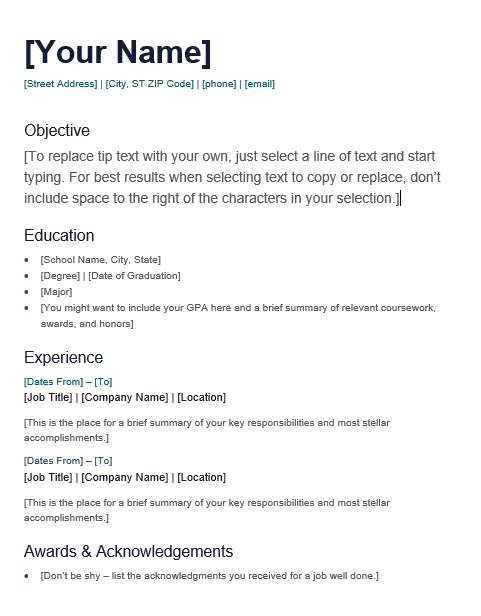 [Your Name]
[Street Address] | [City, ST ZIP Code] | [phone] | [email]
Objective
[To replace tip text with your own, just select a line of text and start
typing. For best results when selecting text to copy or replace, don’t
include space to the right of the characters in your selection.]
Education
• [School Name, City, State]
• [Degree] | [Date of Graduation]
• [Major]
• [You might want to include your GPA here and a brief summary of relevant coursework,
awards, and honors]
Experience
[Dates From] – [To]
[Job Title] | [Company Name] | [Location]
[This is the place for a brief summary of your key responsibilities and most stellar
accomplishments.]
[Dates From] – [To]
[Job Title] | [Company Name] | [Location]
[This is the place for a brief summary of your key responsibilities and most stellar
accomplishments.]
Awards & Acknowledgements
• [Don’t be shy – list the acknowledgments you received for a job well done.]